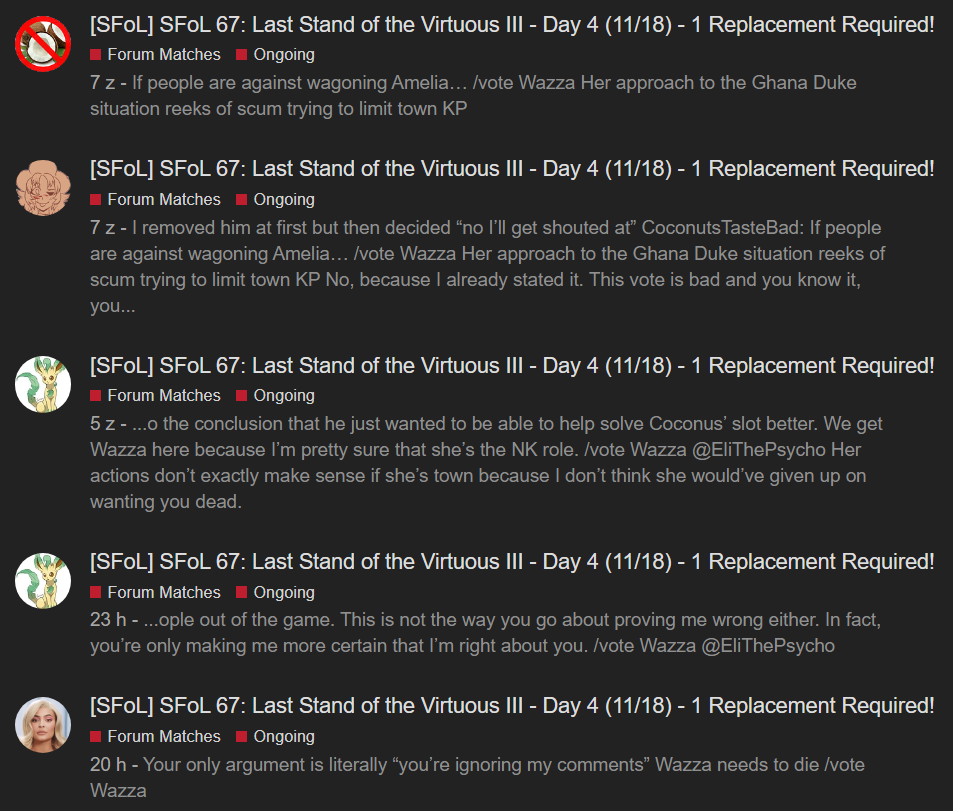 [SFoL] SFoL 67: Last Stand of the Virtuous III - Day 4 (11/18) - 1 Replacement Required!
Forum Matches Ongoing
7 z - If people are against wagoning Amelia… /vote Wazza Her approach to the Ghana Duke
situation reeks of scum trying to limit town KP
[SFoL] SFoL 67: Last Stand of the Virtuous III - Day 4 (11/18) - 1 Replacement Required!
Forum Matches Ongoing
7 z - I removed him at first but then decided “no I’ll get shouted at” CoconutsTasteBad: If people
are against wagoning Amelia… /vote Wazza Her approach to the Ghana Duke situation reeks of
scum trying to limit town KP No, because I already stated it. This vote is bad and you know it,
you...
[SFoL] SFoL 67: Last Stand of the Virtuous III - Day 4 (11/18) - 1 Replacement Required!
Forum Matches Ongoing
5 z - ...o the conclusion that he just wanted to be able to help solve Coconus’ slot better. We get
Wazza here because I’m pretty sure that she’s the NK role. /vote Wazza @EliThePsycho Her
actions don’t exactly make sense if she’s town because I don’t think she would’ve given up on
wanting you dead.
[SFoL] SFoL 67: Last Stand of the Virtuous III - Day 4 (11/18) - 1 Replacement Required!
Forum Matches Ongoing
23 h - ...ople out of the game. This is not the way you go about proving me wrong either. In fact,
you’re only making me more certain that I’m right about you. /vote Wazza @EliThePsycho
[SFoL] SFoL 67: Last Stand of the Virtuous III - Day 4 (11/18) - 1 Replacement Required!
Forum Matches Ongoing
20 h - Your only argument is literally “you’re ignoring my comments” Wazza needs to die /vote
Wazza